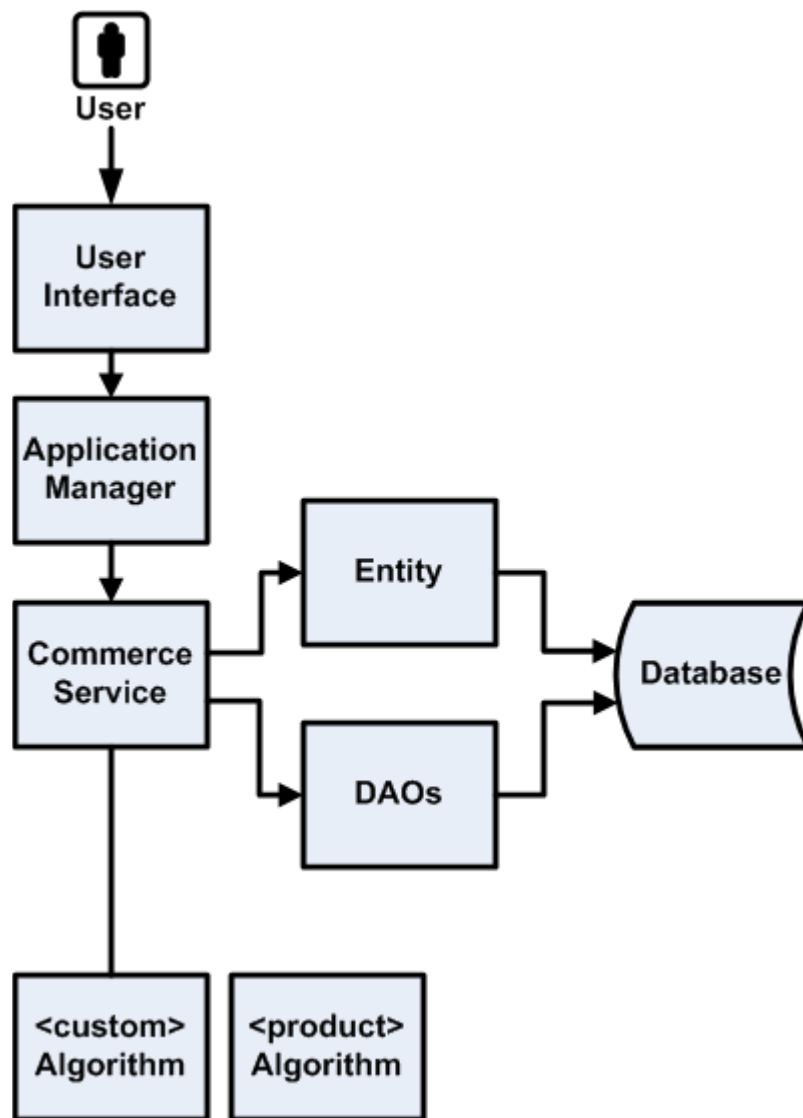 User
User
Interface
Application
Manager
Commerce
Service
Entity
DAOs
Database
<custom>
Algorithm
<product>
Algorithm